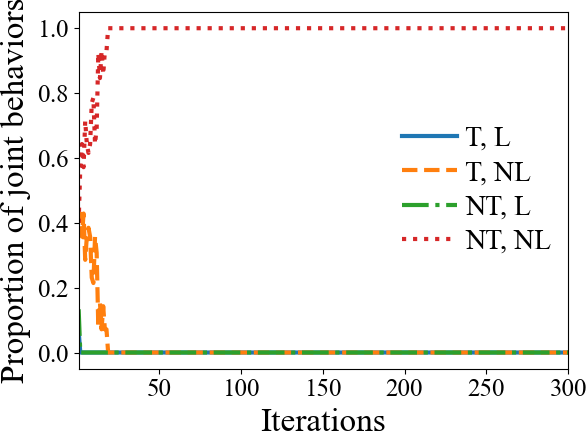 Proportion of joint behaviors
1.0
0.8
0.6
0.4
0.2
0.0
T, L
T, NL
NT, L
NT, NL
50 100 150 200 250 300
Iterations